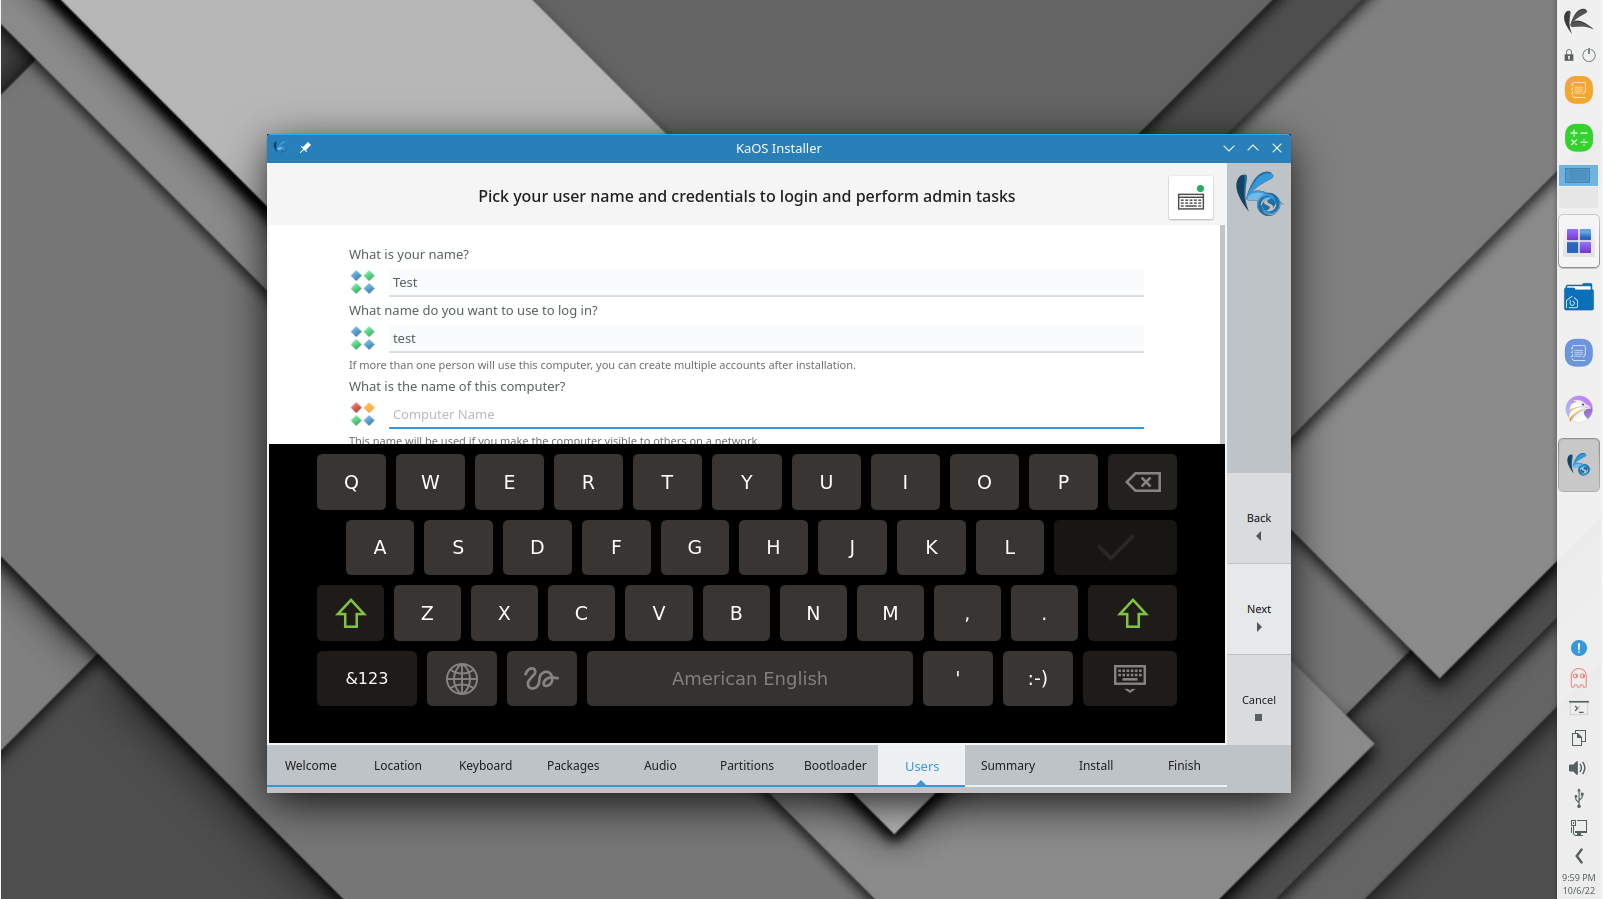 KaOS Installer
Pick your user name and credentials to login and perform admin tasks
What is your name?
Test
What name do you want to use to log in?
test
If more than one person will use this computer, you can create multiple accounts after installation.
What is the name of this computer?
Computer Name
This name will be used if you make the computer visible to others on a network.
Q W E R T Y U I O P
A S D F G H J K L
Z X C V B N M , .
&123 American English ' :-)
Back
Next
Cancel
Welcome Location Keyboard Packages Audio Partitions Bootloader Users Summary Install Finish
9:59 PM
10/6/22